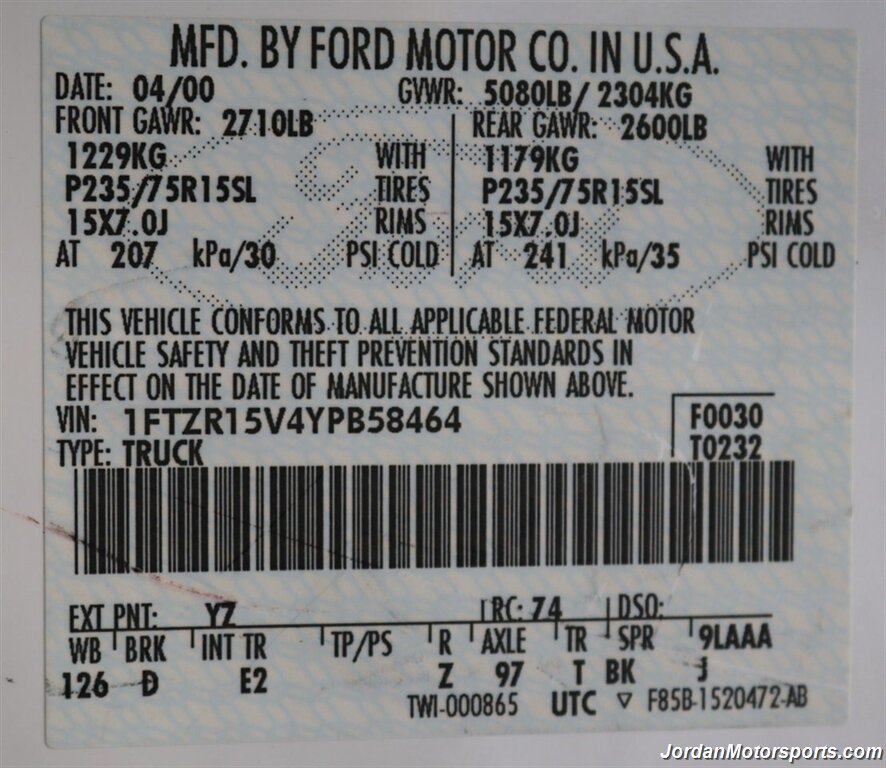 MFD. BY FORD MOTOR CO. IN U.S.A.
DATE: 04/00 GVWR: 5080LB/ 2304KG
FRONT GAWR: 2710LB REAR GAWR: 2600LB
1229KG WITH 1179KG WITH
P235/75R15SL TIRES P235/75R15SL TIRES
15X7.0J RIMS 15X7.0J RIMS
AT 207 kPa/30 PSI COLD AT 241 kPa/35 PSI COLD
THIS VEHICLE CONFORMS TO ALL APPLICABLE FEDERAL MOTOR
VEHICLE SAFETY AND THEFT PREVENTION STANDARDS IN
EFFECT ON THE DATE OF MANUFACTURE SHOWN ABOVE.
VIN: 1FTZR15V4YPB58464 F0030
TYPE: TRUCK T0232
EXT PNT: YZ RC: 74 DSO:
WB BRK INT TR TP/PS R AXLE TR SPR 9LAAA
126 D E2 Z 97 T BK J
TWI-000865 UTC ▽ F85B-1520472-AB
JordanMotorsports.com